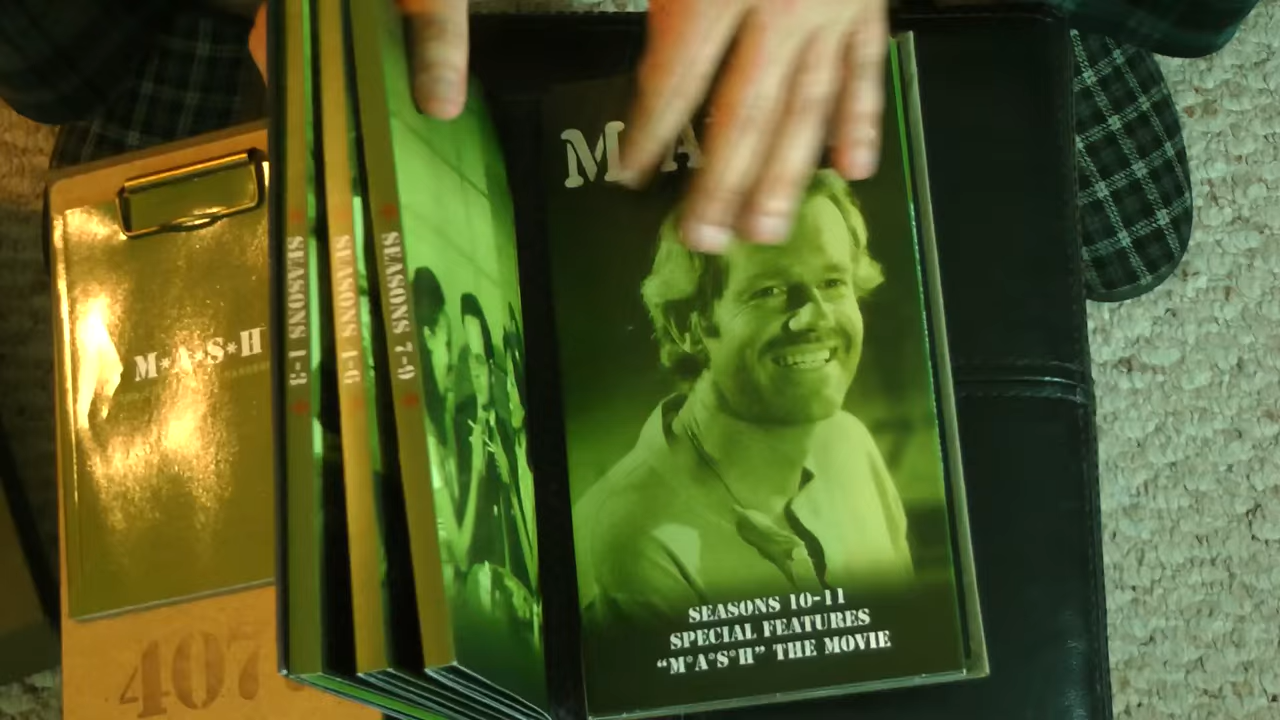 M*A*S*H
407
SEASONS 1-3
SEASONS 4-6
SEASONS 7-9
M*A
SEASONS 10-11
SPECIAL FEATURES
"M*A*S*H" THE MOVIE